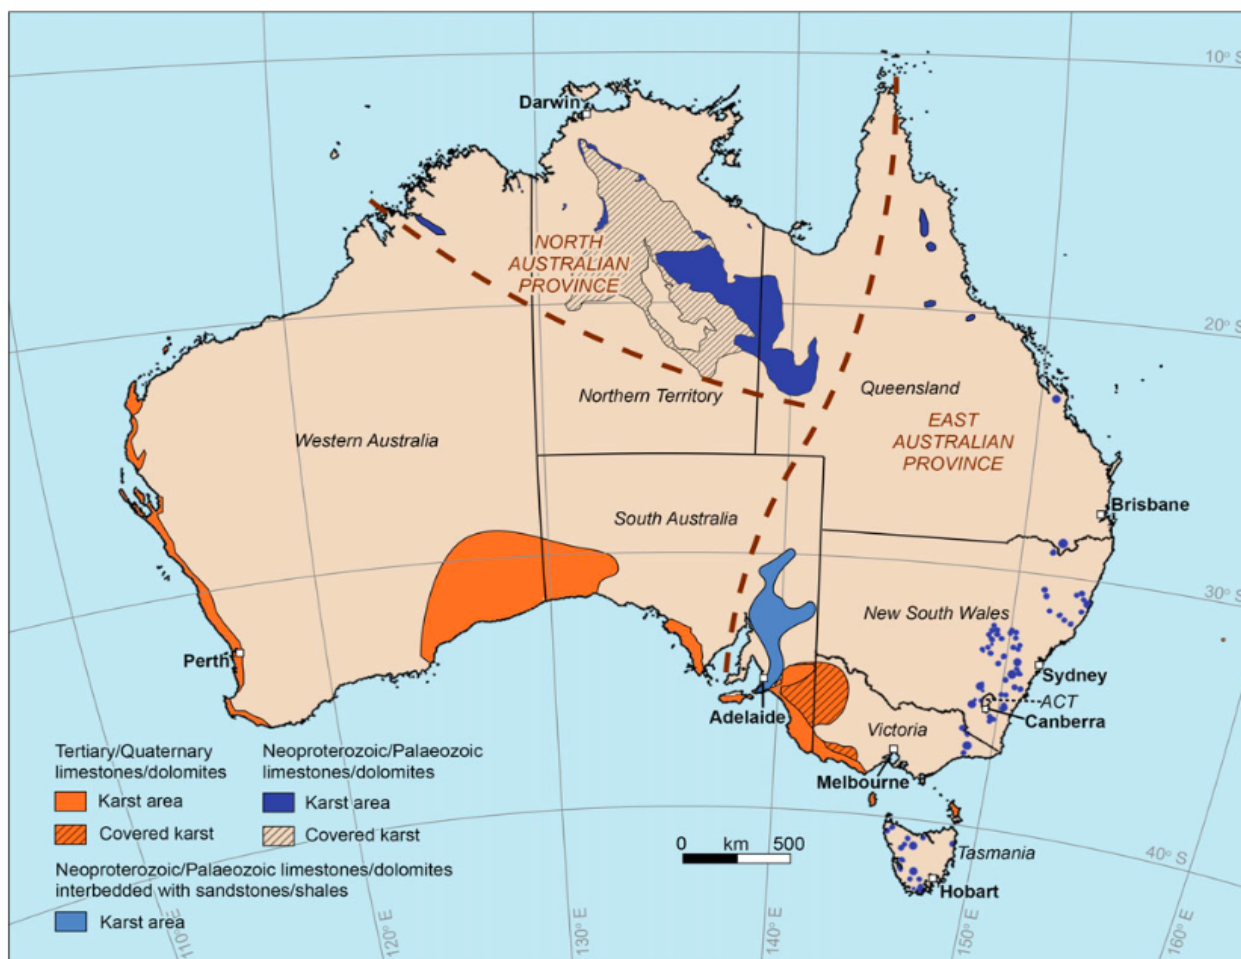 10° S
Darwin
NORTH
AUSTRALIAN
PROVINCE
20° S
Queensland
Northern Territory
EAST
AUSTRALIAN
PROVINCE
Western Australia
South Australia
Brisbane
30° S
New South Wales
Perth
Sydney
ACT
Adelaide
Canberra
Victoria
Melbourne
Tertiary/Quaternary
limestones/dolomites
Karst area
Covered karst
Neoproterozoic/Palaeozoic
limestones/dolomites
Karst area
Covered karst
Neoproterozoic/Palaeozoic limestones/dolomites
interbedded with sandstones/shales
Karst area
0 km 500
Tasmania
40° S
Hobart
110° E
120° E
130° E
140° E
150° E
160° E